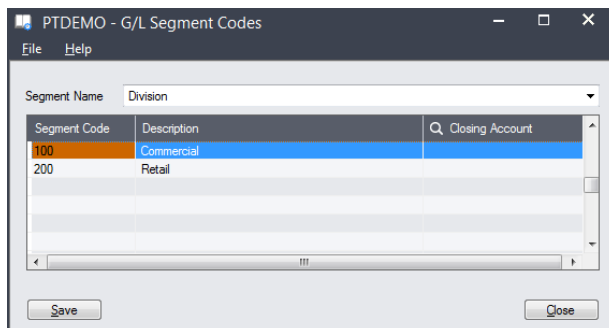 PTDEMO - G/L Segment Codes
File Help
Segment Name Division
Segment Code Description Closing Account
100 Commercial
200 Retail
Save Close